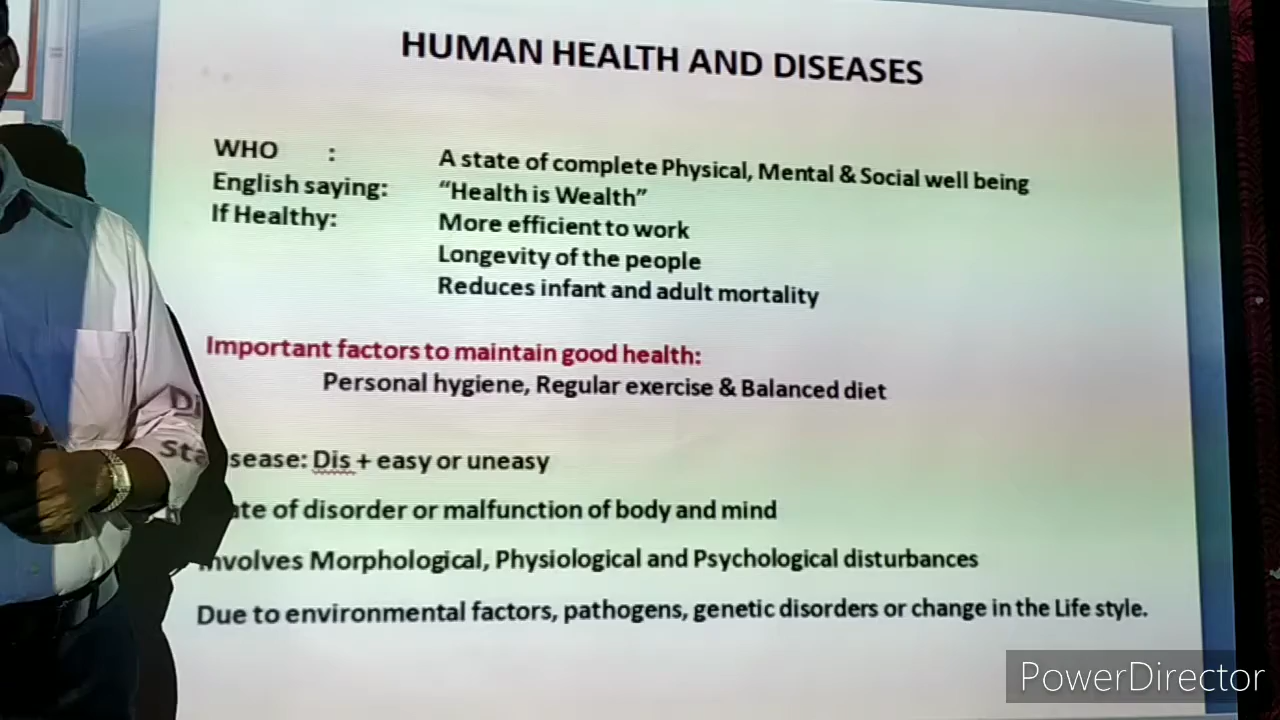 HUMAN HEALTH AND DISEASES
WHO : A state of complete Physical, Mental & Social well being
English saying: “Health is Wealth”
If Healthy: More efficient to work
Longevity of the people
Reduces infant and adult mortality
Important factors to maintain good health:
Personal hygiene, Regular exercise & Balanced diet
Disease: Dis + easy or uneasy
State of disorder or malfunction of body and mind
Involves Morphological, Physiological and Psychological disturbances
Due to environmental factors, pathogens, genetic disorders or change in the Life style.
PowerDirector